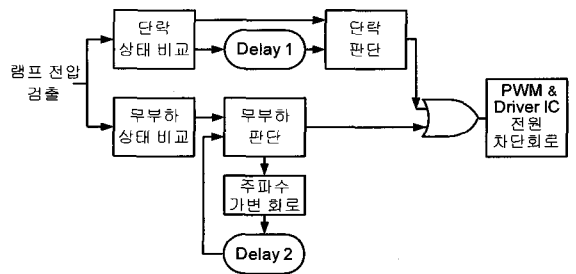 램프 전압
검출
단락
상태 비교
Delay 1
단락
판단
무부하
상태 비교
무부하
판단
주파수
가변 회로
Delay 2
PWM &
Driver IC
전원
차단회로